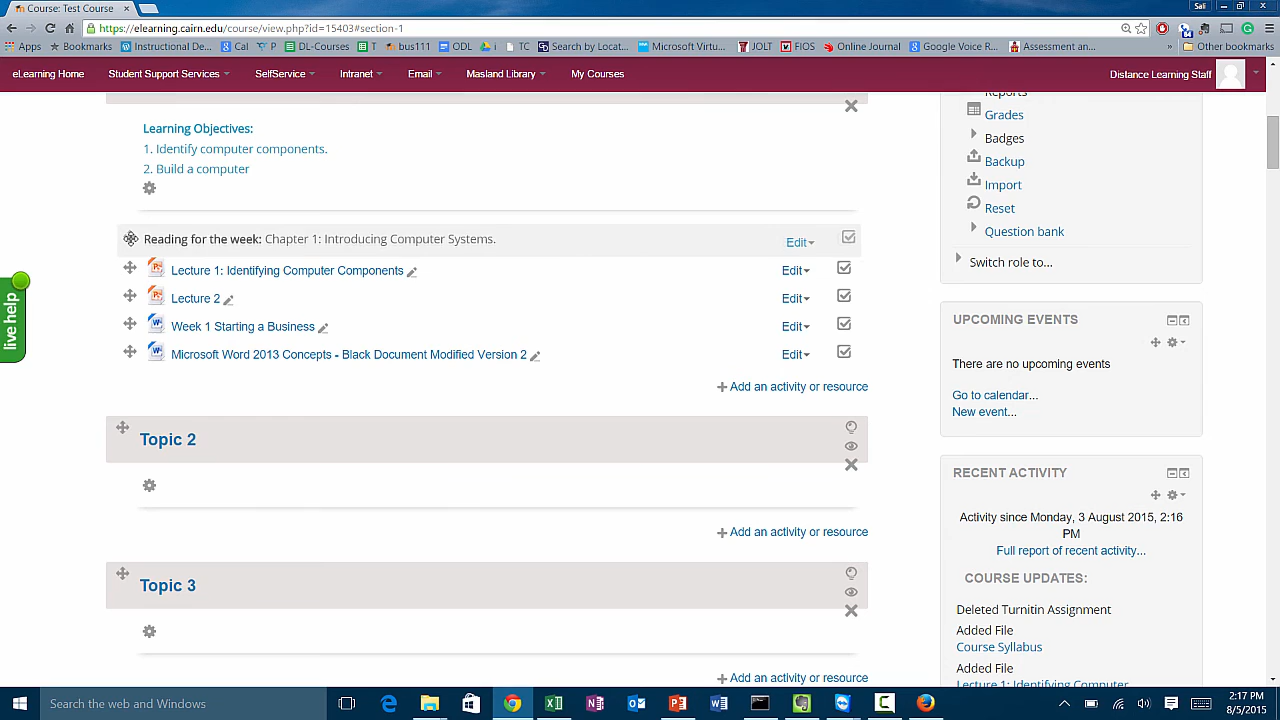 Course: Test Course
Sali
https://elearning.cairn.edu/course/view.php?id=15403#section-1
Apps Bookmarks Instructional De... Cal P DL-Courses T bus111 ODL i TC Search by Locat... Microsoft Virtu... JOLT FIOS Online Journal Google Voice R... Assessment an... » Other bookmarks
eLearning Home Student Support Services SelfService Intranet Email Masland Library My Courses Distance Learning Staff
Learning Objectives:
1. Identify computer components.
2. Build a computer
Reading for the week: Chapter 1: Introducing Computer Systems. Edit
Lecture 1: Identifying Computer Components Edit
Lecture 2 Edit
Week 1 Starting a Business Edit
Microsoft Word 2013 Concepts - Black Document Modified Version 2 Edit
Add an activity or resource
Topic 2
Add an activity or resource
Topic 3
Add an activity or resource
Reports
Grades
Badges
Backup
Import
Reset
Question bank
Switch role to...
UPCOMING EVENTS
There are no upcoming events
Go to calendar...
New event...
RECENT ACTIVITY
Activity since Monday, 3 August 2015, 2:16
PM
Full report of recent activity...
COURSE UPDATES:
Deleted Turnitin Assignment
Added File
Course Syllabus
Added File
Lecture 1: Identifying Computer
live help
Search the web and Windows
2:17 PM
8/5/2015